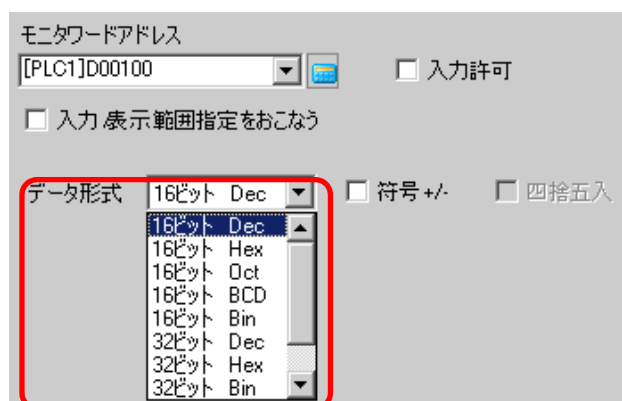 モニタワードアドレス
[PLC1]D00100
入力許可
入力/表示範囲指定をおこなう
データ形式 16ビット Dec 符号+/- 四捨五入
16ビット Dec
16ビット Hex
16ビット Oct
16ビット BCD
16ビット Bin
32ビット Dec
32ビット Hex
32ビット Bin